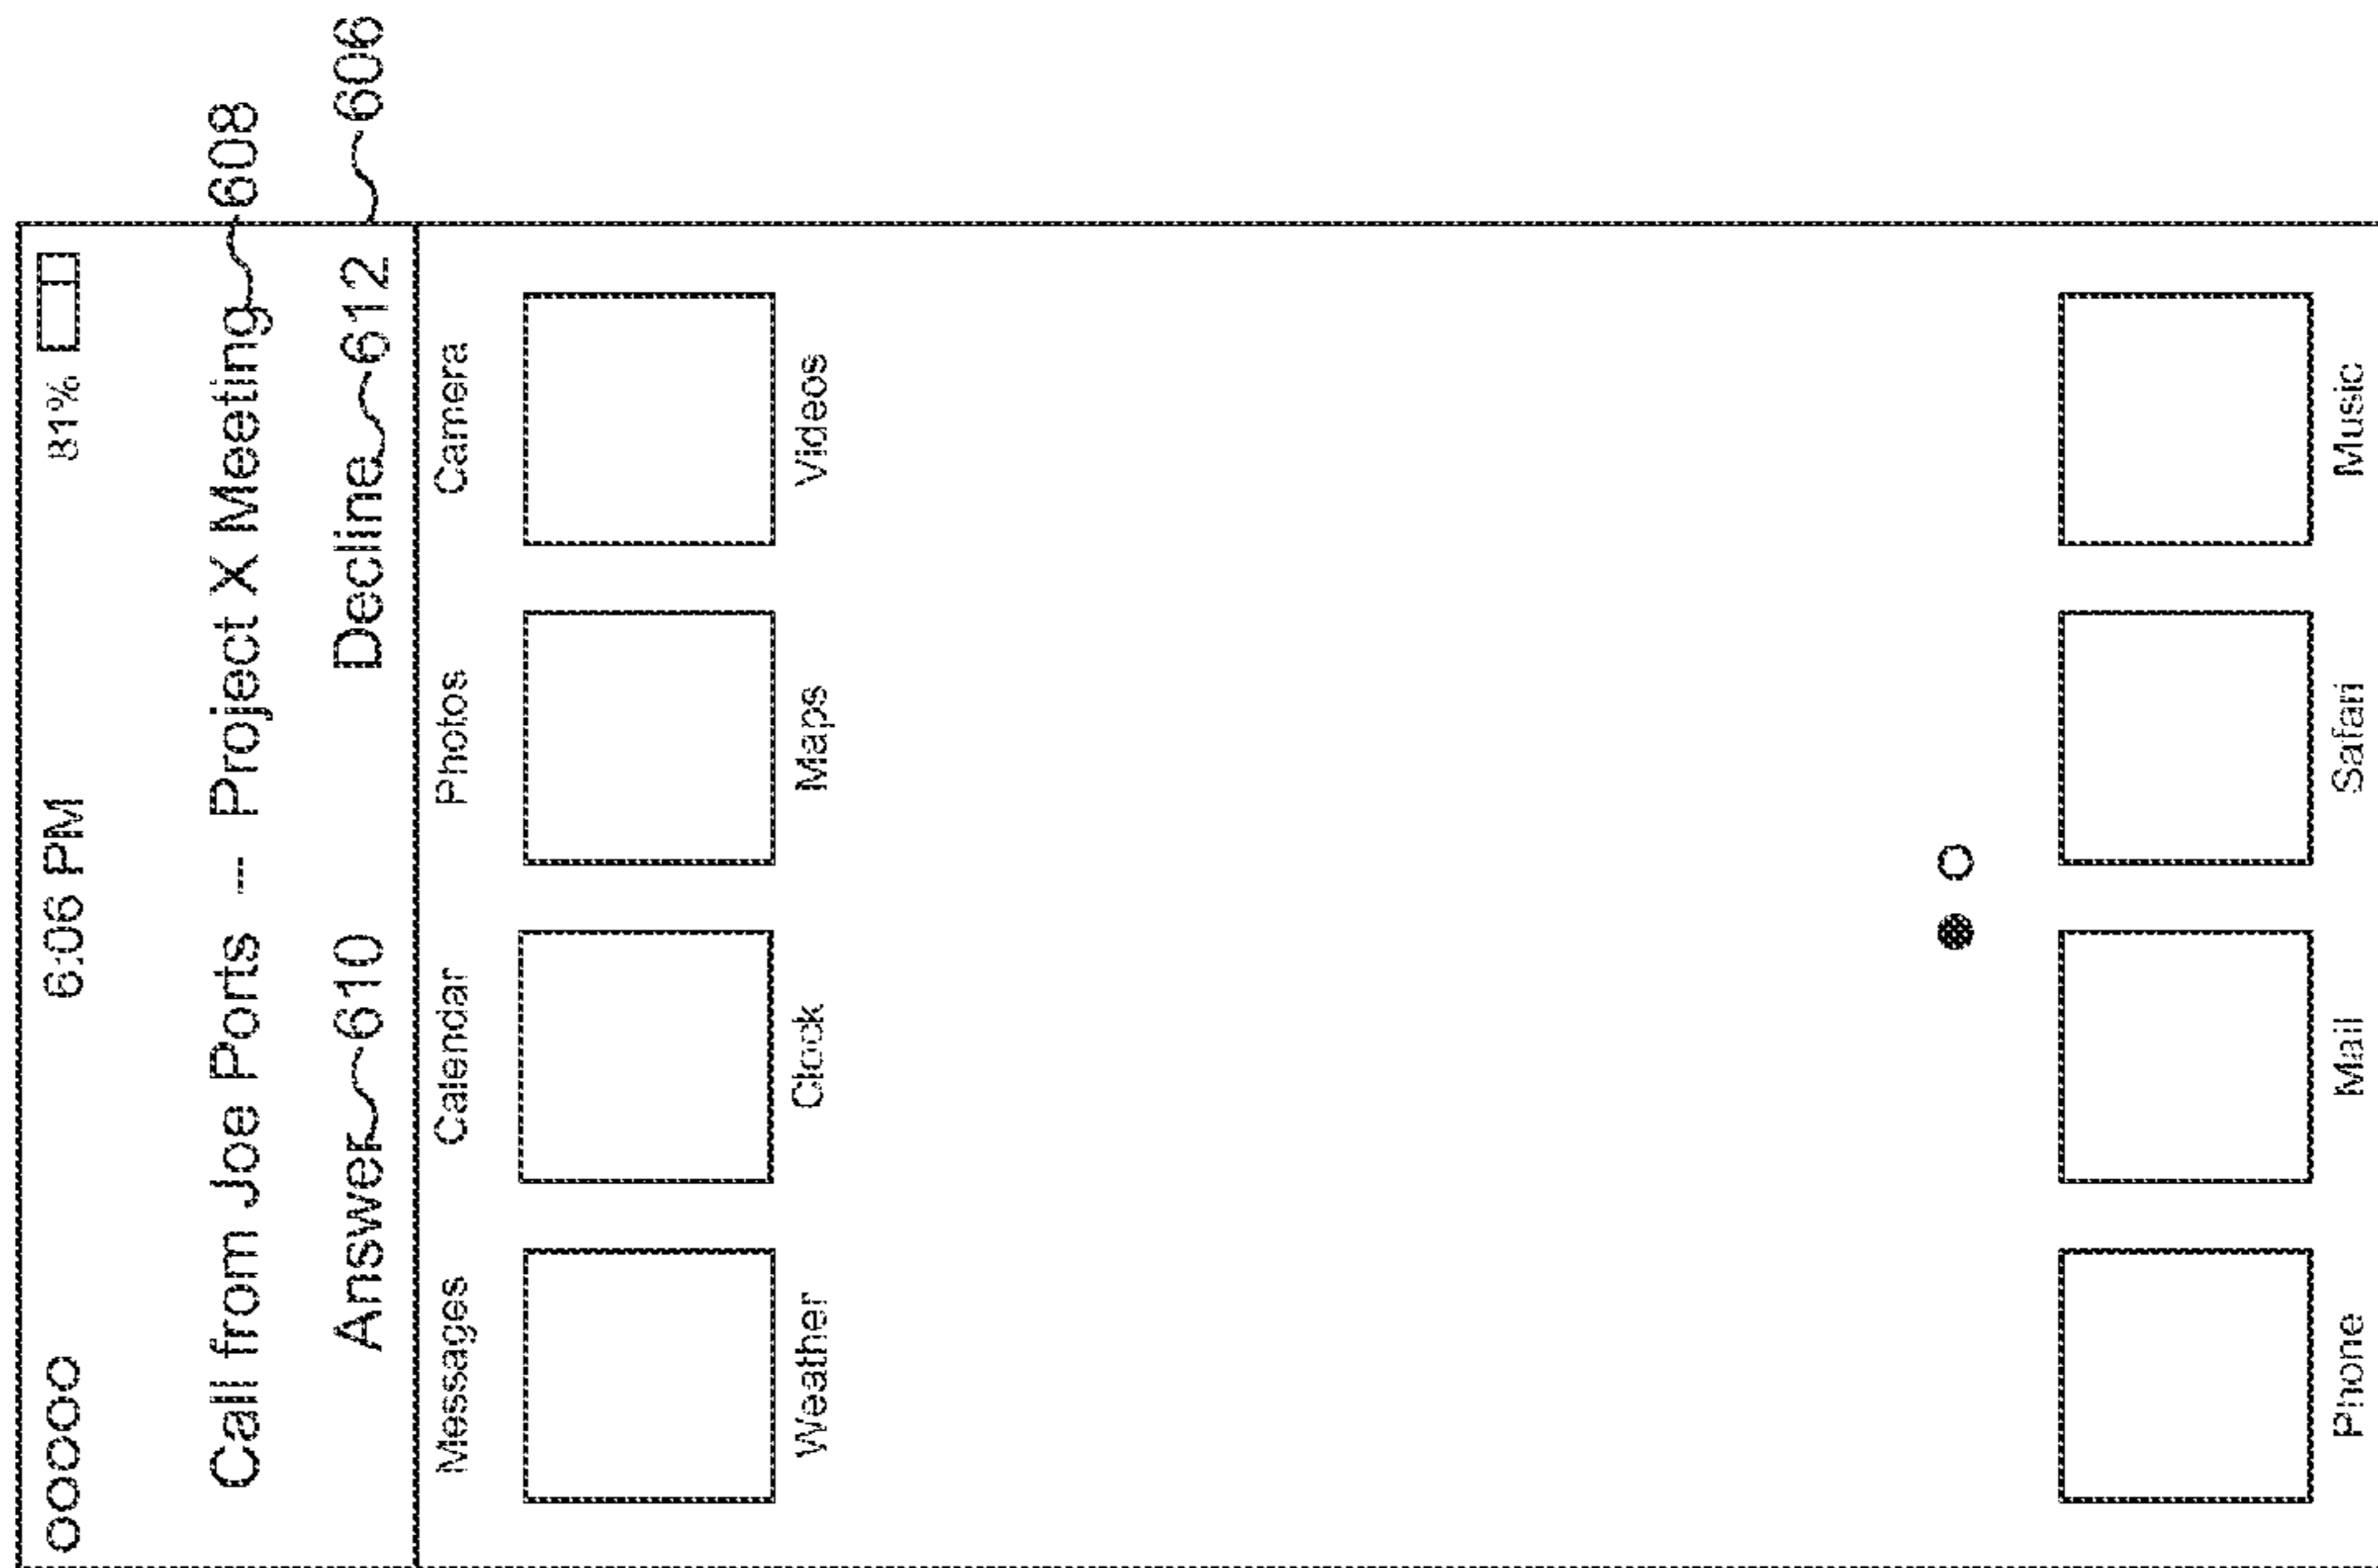 ooooo 6:06 PM 81%
Call from Joe Ports -- Project X Meeting 608
Answer 610 Decline 612 606
Messages Calendar Photos Camera
Weather Clock Maps Videos
Phone Mail Safari Music